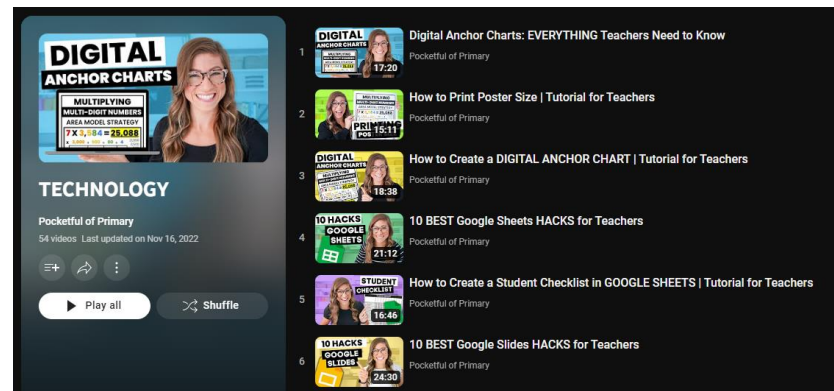 DIGITAL
ANCHOR CHARTS
MULTIPLYING
MULTI-DIGIT NUMBERS
AREA MODEL STRATEGY
7 X 3,584 = 25,088
TECHNOLOGY
Pocketful of Primary
54 videos Last updated on Nov 16, 2022
Play all
Shuffle
1
DIGITAL
ANCHOR CHARTS
17:20
Digital Anchor Charts: EVERYTHING Teachers Need to Know
Pocketful of Primary
2
MULTIPLYING
PRINTING
POS
15:11
How to Print Poster Size | Tutorial for Teachers
Pocketful of Primary
3
DIGITAL
ANCHOR CHARTS
18:38
How to Create a DIGITAL ANCHOR CHART | Tutorial for Teachers
Pocketful of Primary
4
10 HACKS
GOOGLE
SHEETS
21:12
10 BEST Google Sheets HACKS for Teachers
Pocketful of Primary
5
STUDENT
CHECKLIST
16:46
How to Create a Student Checklist in GOOGLE SHEETS | Tutorial for Teachers
Pocketful of Primary
6
10 HACKS
GOOGLE
SLIDES
24:30
10 BEST Google Slides HACKS for Teachers
Pocketful of Primary